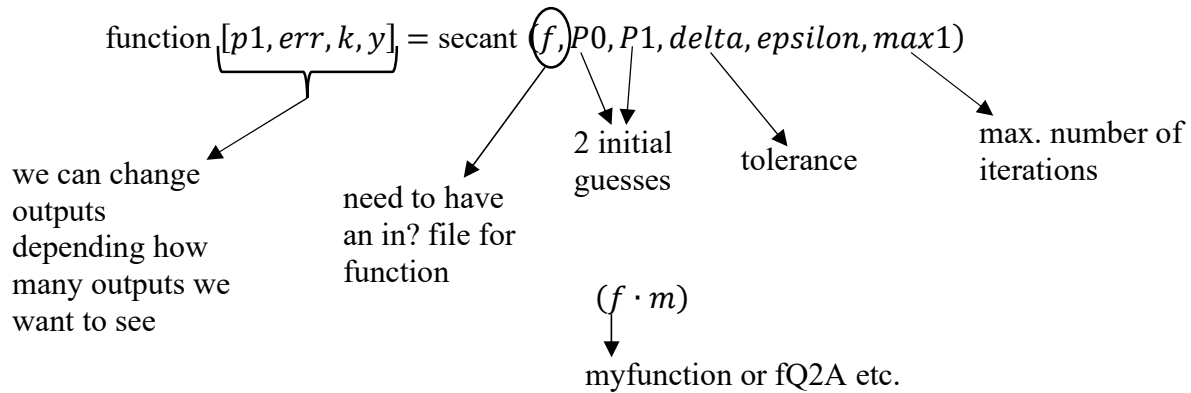 function [p1, err, k, y] = secant (f, P0, P1, delta, epsilon, max1)
we can change
outputs
depending how
many outputs we
want to see
need to have
an in? file for
function
2 initial
guesses
tolerance
max. number of
iterations
(f · m)
myfunction or fQ2A etc.